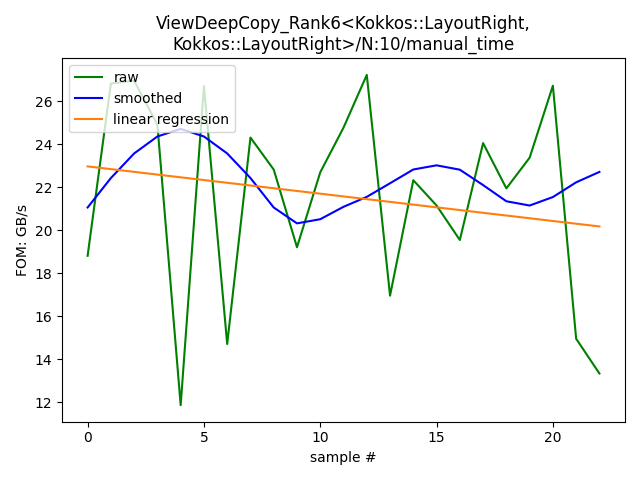 ViewDeepCopy_Rank6<Kokkos::LayoutRight,
Kokkos::LayoutRight>/N:10/manual_time
raw
smoothed
linear regression
FOM: GB/s
26
24
22
20
18
16
14
12
0
5
10
15
20
sample #